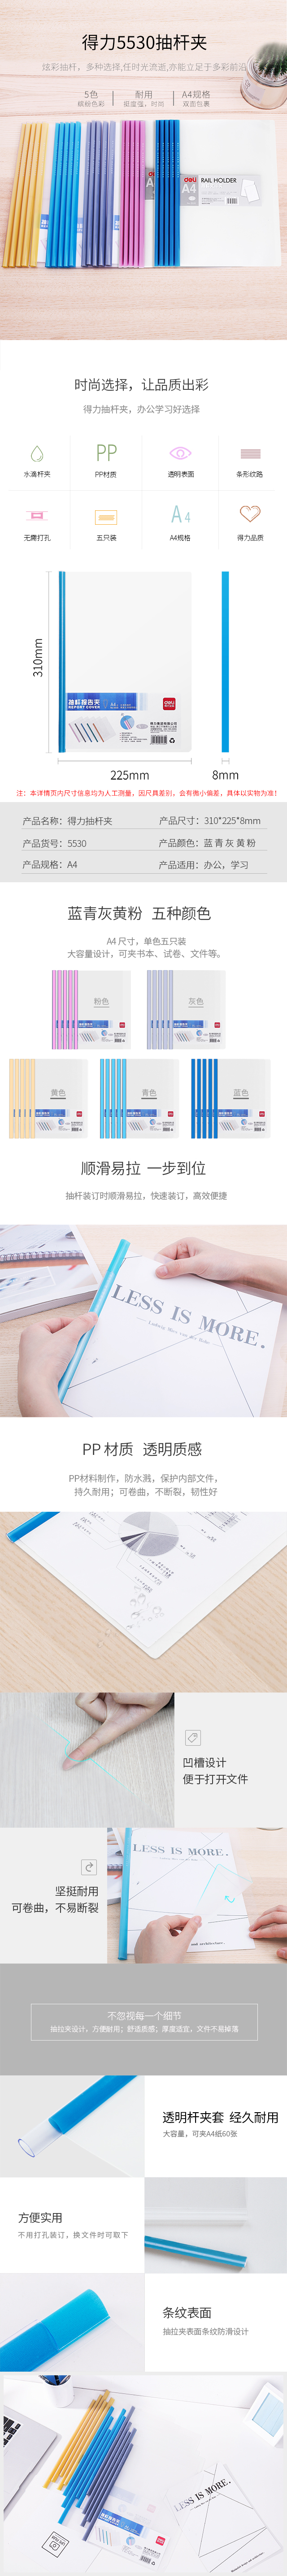 得力5530抽杆夹
炫彩抽杆，多种选择,任时光流逝,亦能立足于多彩前沿
5色 耐用 A4规格
缤纷色彩 挺度强，时尚 双面包裹
deli
A4
RAIL HOLDER
时尚选择，让品质出彩
得力抽杆夹，办公学习好选择
PP
A4
水滴杆夹 PP材质 透明表面 条形纹路
无需打孔 五只装 A4规格 得力品质
310mm
抽杆报告夹
REPORT COVER
deli
225mm 8mm
注：本详情页内尺寸信息均为人工测量，因尺具差别，会有微小偏差，具体以实物为准！
产品名称：得力抽杆夹 产品尺寸：310*225*8mm
产品货号：5530 产品颜色：蓝青灰黄粉
产品规格：A4 产品适用：办公，学习
蓝青灰黄粉 五种颜色
A4 尺寸，单色五只装
大容量设计，可夹书本、试卷、文件等。
粉色 灰色
黄色 青色 蓝色
顺滑易拉 一步到位
抽杆装订时顺滑易拉，快速装订，高效便捷
LESS IS MORE.
PP 材质 透明质感
PP材料制作，防水溅，保护内部文件，
持久耐用；可卷曲，不断裂，韧性好
凹槽设计
便于打开文件
坚挺耐用
可卷曲，不易断裂
LESS IS MORE.
不忽视每一个细节
抽拉夹设计，方便耐用；舒适质感；厚度适宜，文件不易掉落
透明杆夹套 经久耐用
大容量，可夹A4纸60张
方便实用
不用打孔装订，换文件时可取下
条纹表面
抽拉夹表面条纹防滑设计
LESS IS MORE.